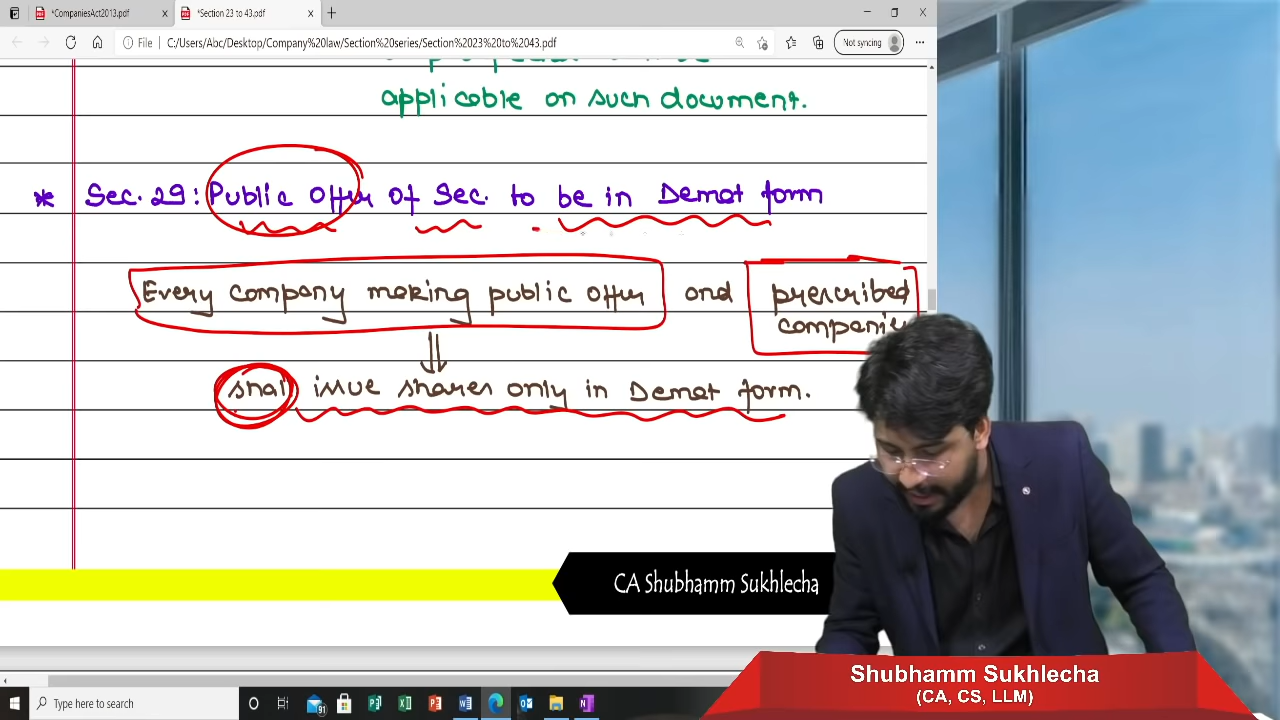 *CompaniesAct2013.pdf
*Section 23 to 43.pdf
File
C:/Users/Abc/Desktop/Company%20law/Section%20series/Section%2023%20to%2043.pdf
Not syncing
applicable on such document.
* Sec. 29: Public Offer of Sec. to be in Demat form
Every company making public offer and prescribed
companies
shall issue shares only in Demat form.
CA Shubhamm Sukhlecha
Shubhamm Sukhlecha
(CA, CS, LLM)
Type here to search
91